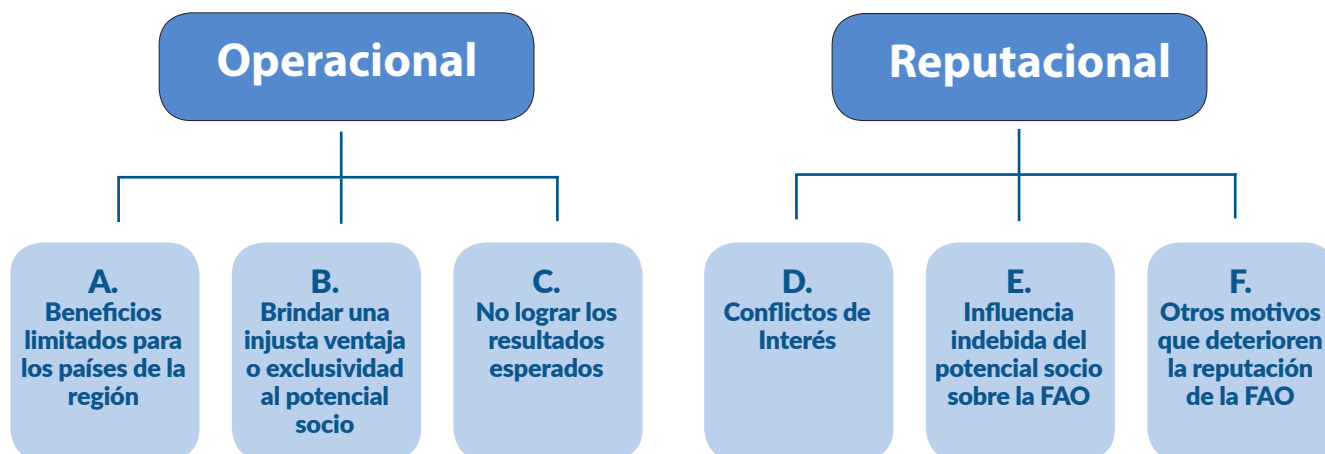 Operacional
A.
Beneficios
limitados para
los países de la
región
B.
Brindar una
injusta ventaja
o exclusividad
al potencial
socio
C.
No lograr los
resultados
esperados
Reputacional
D.
Conflictos de
Interés
E.
Influencia
indebida del
potencial socio
sobre la FAO
F.
Otros motivos
que deterioren
la reputación
de la FAO